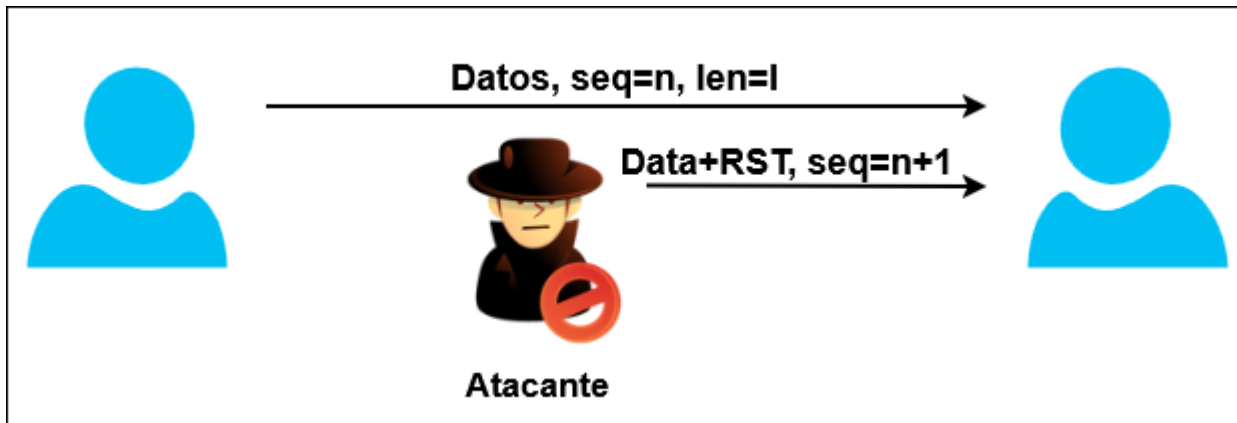 Datos, seq=n, len=l
Data+RST, seq=n+1
Atacante